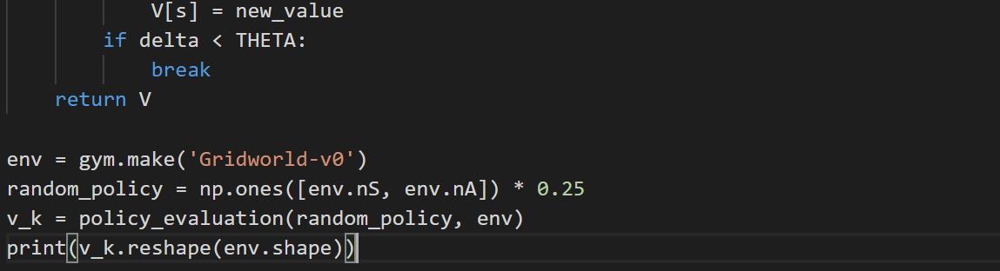 V[s] = new_value
if delta < THETA:
break
return V
env = gym.make('Gridworld-v0')
random_policy = np.ones([env.nS, env.nA]) * 0.25
v_k = policy_evaluation(random_policy, env)
print(v_k.reshape(env.shape))